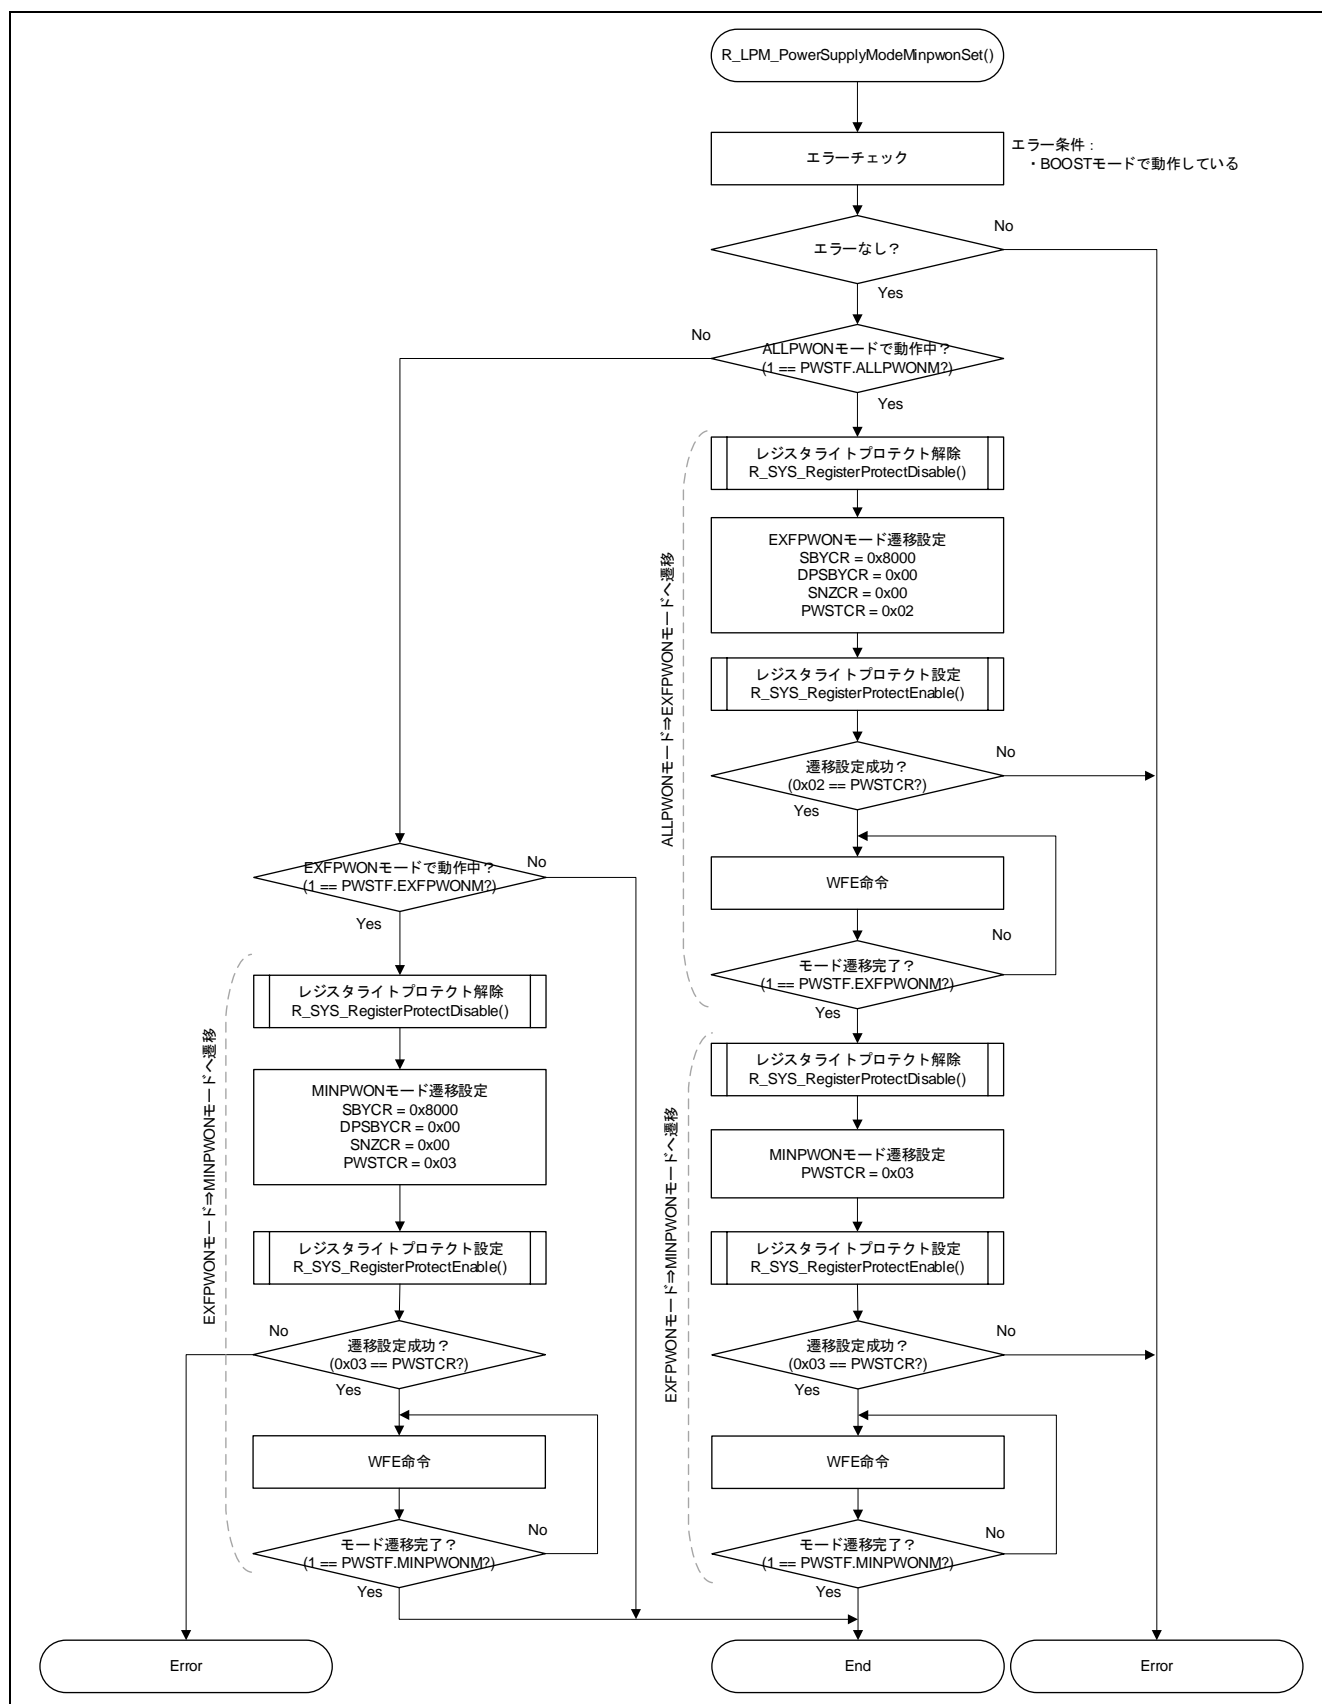 R_LPM_PowerSupplyModeMinpwonSet()
エラーチェック
エラー条件：
・BOOSTモードで動作している
エラーなし？
No
Yes
ALLPWONモードで動作中？
(1 == PWSTF.ALLPWONM?)
No
Yes
ALLPWONモード⇒EXFPWONモードへ遷移
レジスタライトプロテクト解除
R_SYS_RegisterProtectDisable()
EXFPWONモード遷移設定
SBYCR = 0x8000
DPSBYCR = 0x00
SNZCR = 0x00
PWSTCR = 0x02
レジスタライトプロテクト設定
R_SYS_RegisterProtectEnable()
遷移設定成功？
(0x02 == PWSTCR?)
No
Yes
WFE命令
モード遷移完了？
(1 == PWSTF.EXFPWONM?)
No
Yes
EXFPWONモード⇒MINPWONモードへ遷移
レジスタライトプロテクト解除
R_SYS_RegisterProtectDisable()
MINPWONモード遷移設定
PWSTCR = 0x03
レジスタライトプロテクト設定
R_SYS_RegisterProtectEnable()
遷移設定成功？
(0x03 == PWSTCR?)
No
Yes
WFE命令
モード遷移完了？
(1 == PWSTF.MINPWONM?)
No
Yes
EXFPWONモードで動作中？
(1 == PWSTF.EXFPWONM?)
No
Yes
EXFPWONモード⇒MINPWONモードへ遷移
レジスタライトプロテクト解除
R_SYS_RegisterProtectDisable()
MINPWONモード遷移設定
SBYCR = 0x8000
DPSBYCR = 0x00
SNZCR = 0x00
PWSTCR = 0x03
レジスタライトプロテクト設定
R_SYS_RegisterProtectEnable()
遷移設定成功？
(0x03 == PWSTCR?)
No
Yes
WFE命令
モード遷移完了？
(1 == PWSTF.MINPWONM?)
No
Yes
Error
End
Error